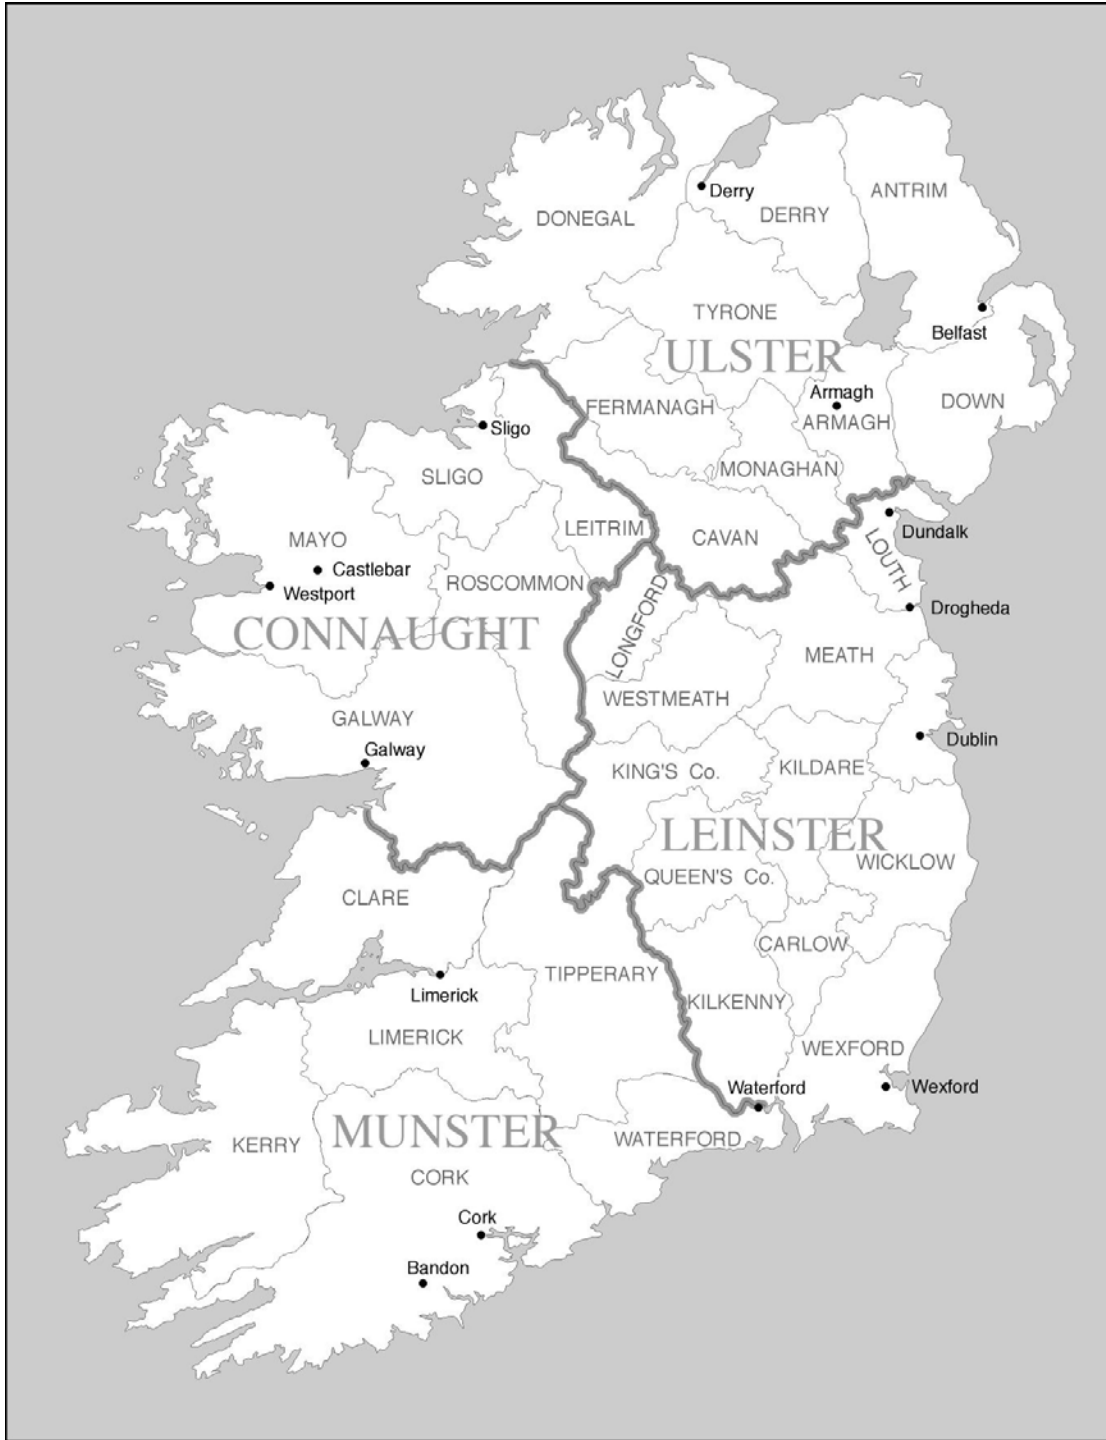 Derry
DONEGAL
DERRY
ANTRIM
TYRONE
Belfast
ULSTER
Armagh
FERMANAGH
ARMAGH
DOWN
Sligo
SLIGO
MONAGHAN
LEITRIM
CAVAN
Dundalk
LOUTH
MAYO
Castlebar
Westport
ROSCOMMON
LONGFORD
Drogheda
CONNAUGHT
MEATH
WESTMEATH
GALWAY
Galway
Dublin
KING'S Co.
KILDARE
LEINSTER
WICKLOW
QUEEN'S Co.
CLARE
CARLOW
TIPPERARY
Limerick
KILKENNY
LIMERICK
WEXFORD
Waterford
Wexford
MUNSTER
KERRY
WATERFORD
CORK
Cork
Bandon